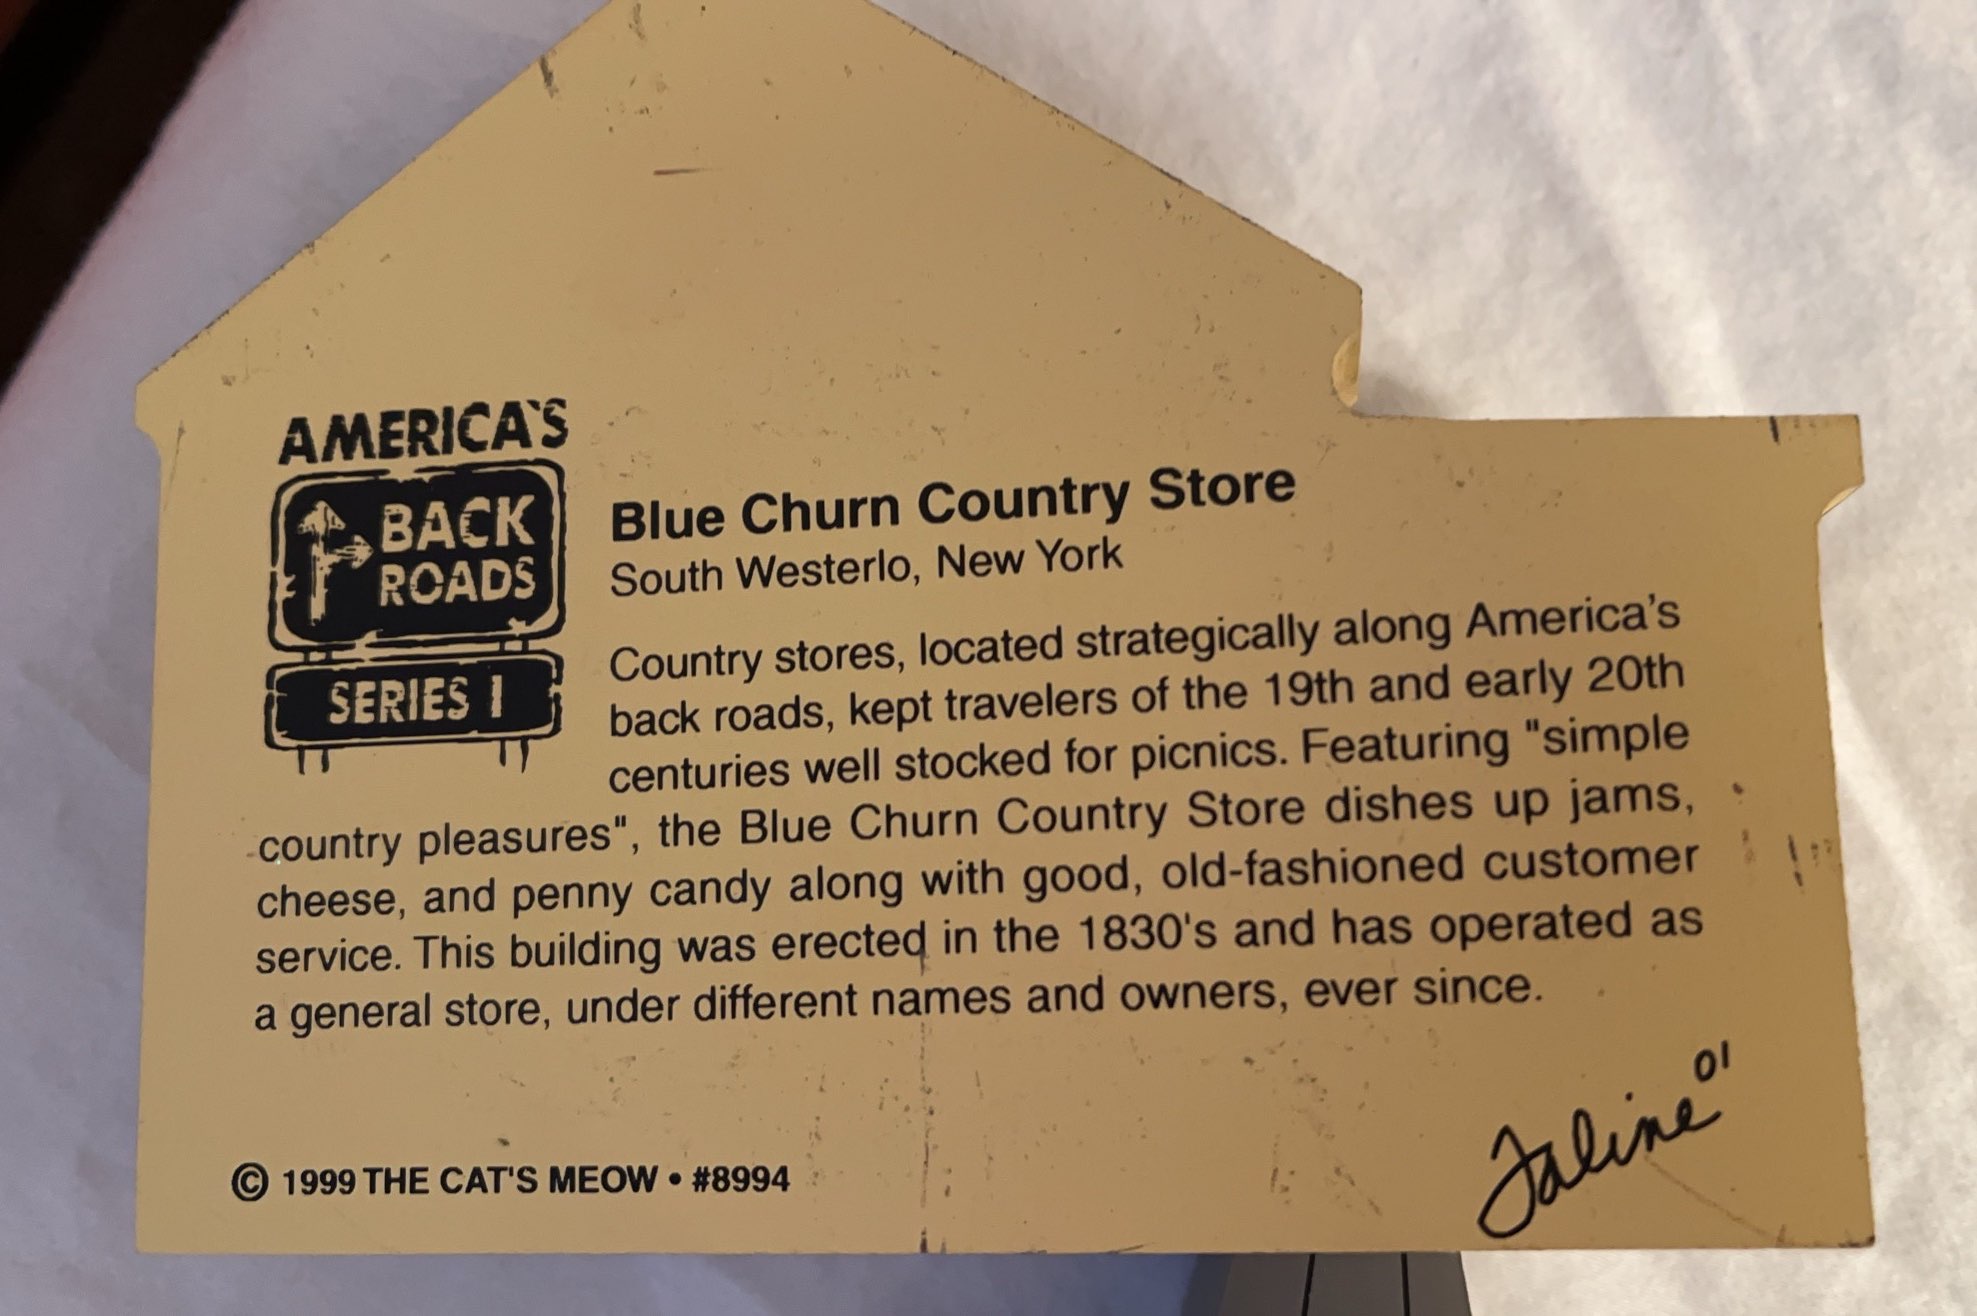 AMERICA'S
BACK
ROADS
SERIES I
Blue Churn Country Store
South Westerlo, New York
Country stores, located strategically along America's
back roads, kept travelers of the 19th and early 20th
centuries well stocked for picnics. Featuring "simple
country pleasures", the Blue Churn Country Store dishes up jams,
cheese, and penny candy along with good, old-fashioned customer
service. This building was erected in the 1830's and has operated as
a general store, under different names and owners, ever since.
Faline 01
© 1999 THE CAT'S MEOW • #8994